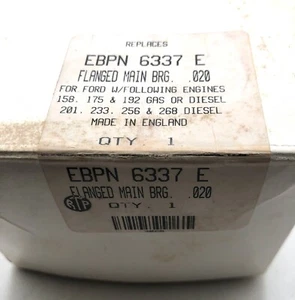 REPLACES
EBPN 6337 E
FLANGED MAIN BRG. .020
FOR FORD W/FOLLOWING ENGINES
158. 175 & 192 GAS OR DIESEL
201. 233. 256 & 268 DIESEL
MADE IN ENGLAND
QTY 1
EBPN 6337 E
FLANGED MAIN BRG. .020
QTY. 1